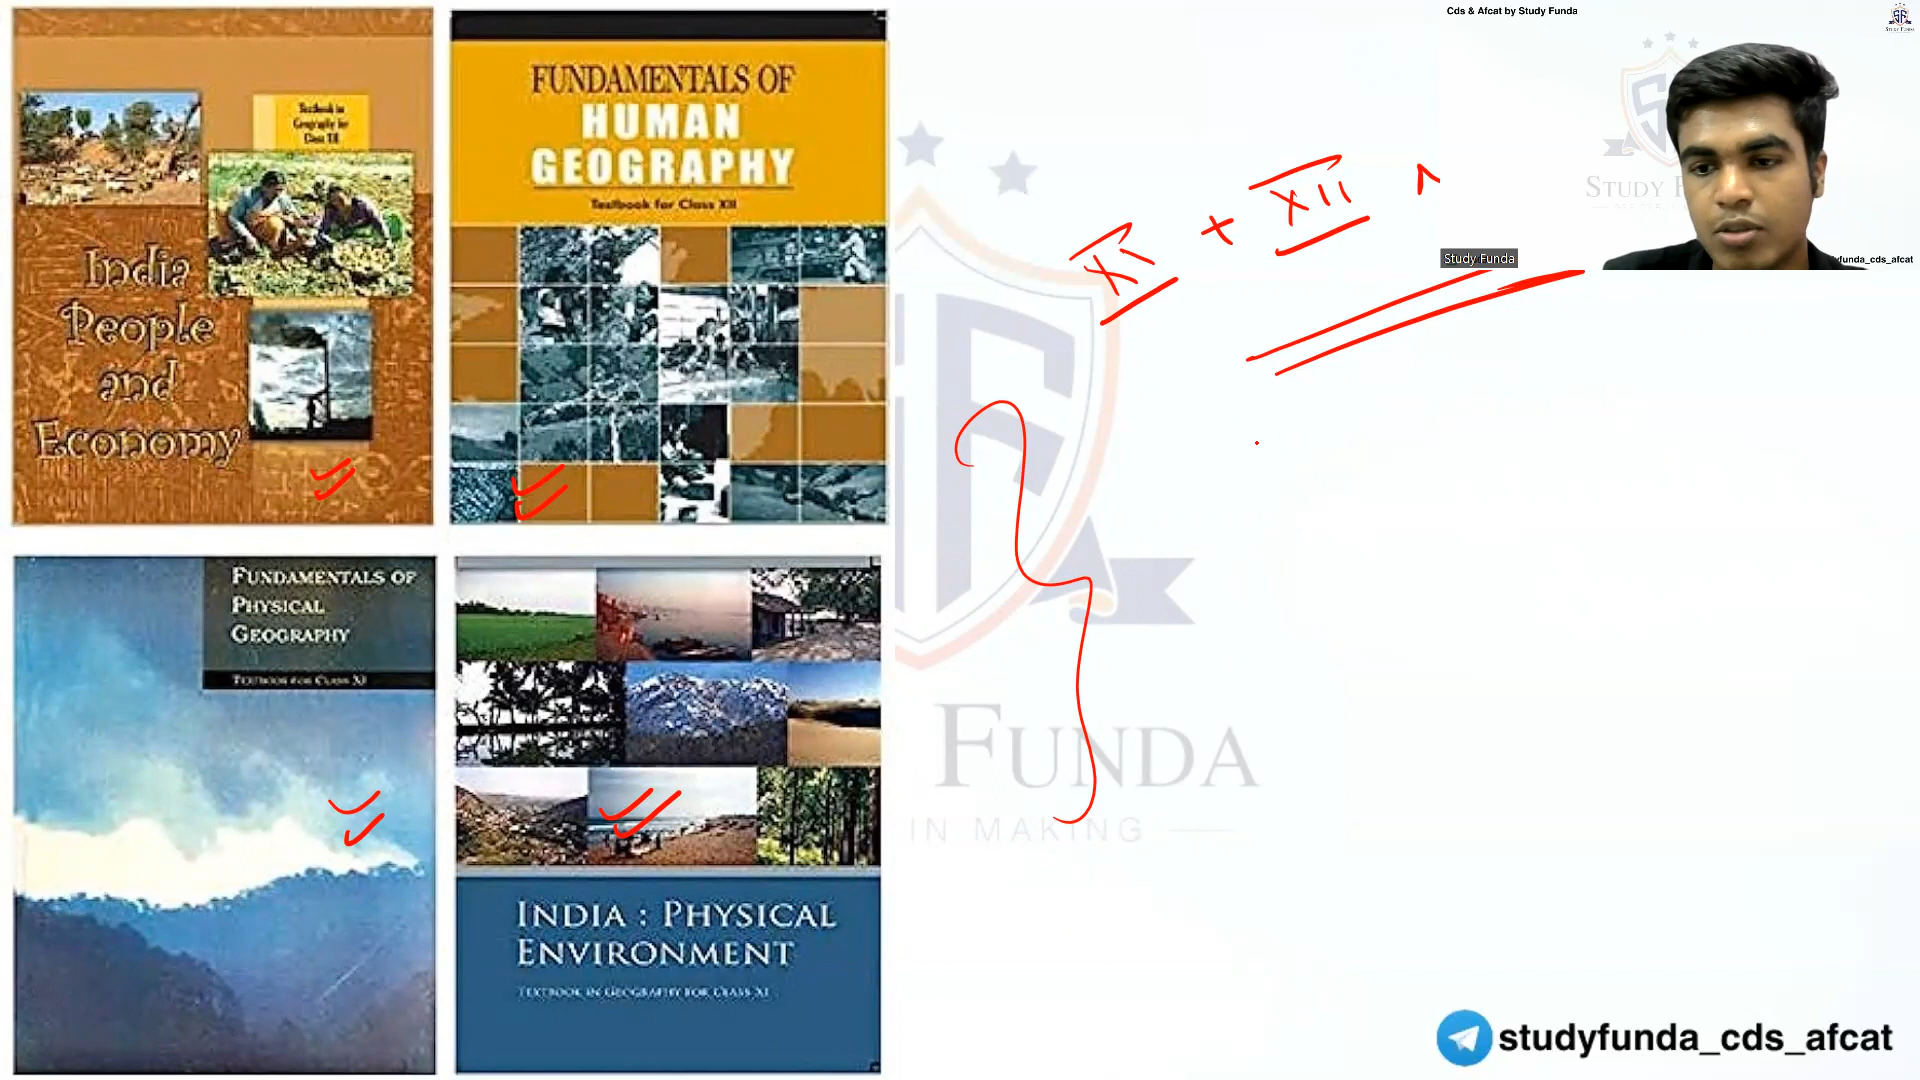 Cds & Afcat by Study Funda
Textbook in
Geography for
Class XII
India
People
and
Economy
FUNDAMENTALS OF
HUMAN
GEOGRAPHY
Textbook for Class XII
XI + XII
STUDY
Study Funda
funda_cds_afcat
FUNDAMENTALS OF
PHYSICAL
GEOGRAPHY
TEXTBOOK FOR CLASS XI
INDIA : PHYSICAL
ENVIRONMENT
TEXTBOOK IN GEOGRAPHY FOR CLASS XI
FUNDA
IN MAKING
studyfunda_cds_afcat